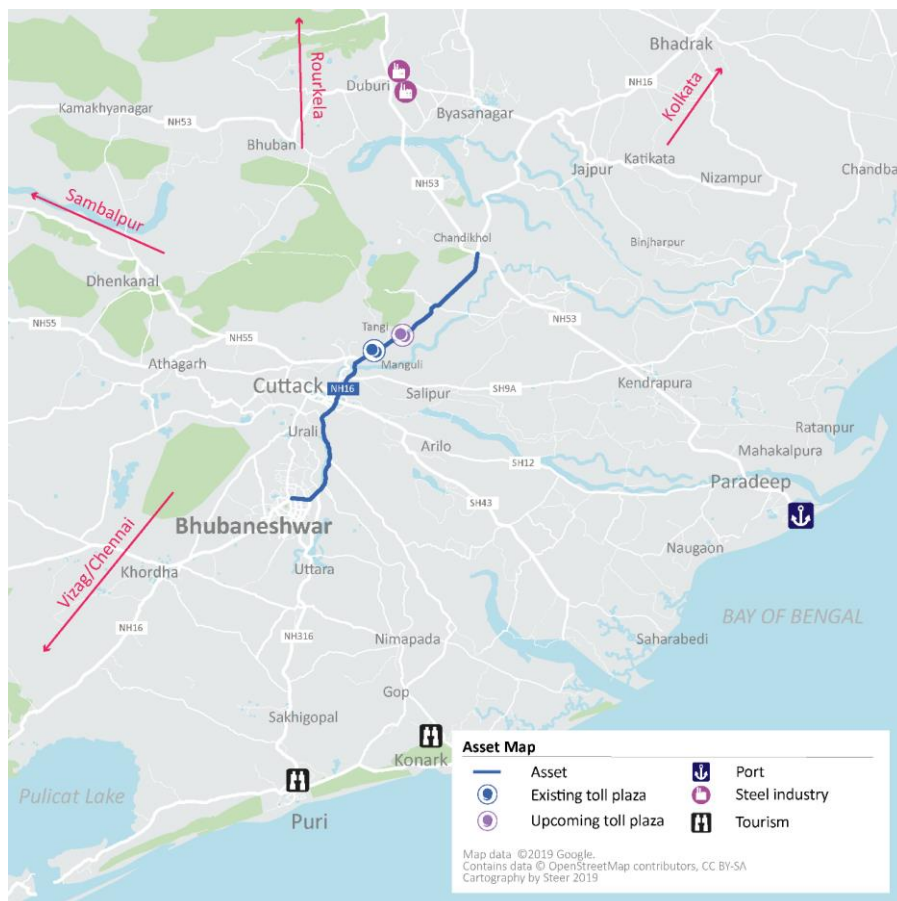 Bhadrak
Rourkela
Duburi
NH16
Kolkata
Kamakhyanagar
Byasanagar
NH53
Bhuban
Jajpur
Katikata
Chandba
NH53
Nizampur
Sambalpur
Chandikhol
Binjharpur
Dhenkanal
NH53
NH55
Tangi
NH55
Athagarh
Manguli
Cuttack
NH16
Salipur
SH9A
Kendrapura
Urali
Arilo
Ratanpur
Mahakalpura
SH12
Paradeep
SH43
Bhubaneshwar
Vizag/Chennai
Naugaon
Khordha
Uttara
BAY OF BENGAL
NH16
NH316
Nimapada
Saharabedi
Gop
Sakhigopal
Konark
Pulicat Lake
Puri
Asset Map
Asset
Port
Existing toll plaza
Steel industry
Upcoming toll plaza
Tourism
Map data ©2019 Google.
Contains data © OpenStreetMap contributors, CC BY-SA
Cartography by Steer 2019